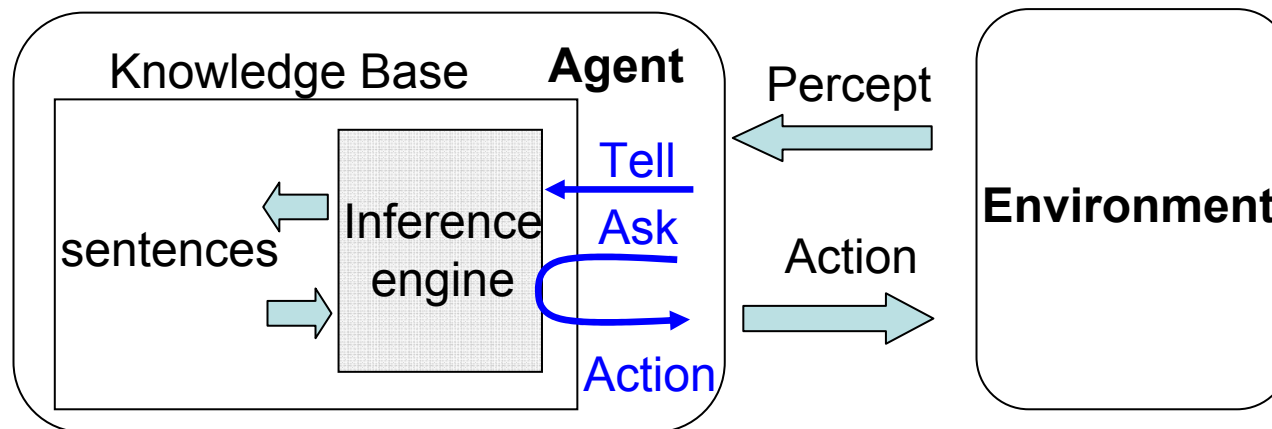 Knowledge Base
Agent
Percept
Tell
Inference
engine
sentences
Ask
Action
Action
Environment